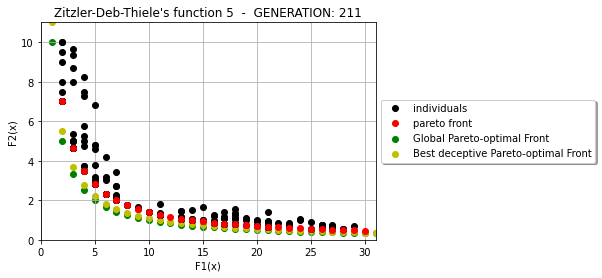 Zitzler-Deb-Thiele's function 5  -  GENERATION: 211
10
8
6
4
2
0
F2(x)
0 5 10 15 20 25 30
F1(x)
individuals
pareto front
Global Pareto-optimal Front
Best deceptive Pareto-optimal Front